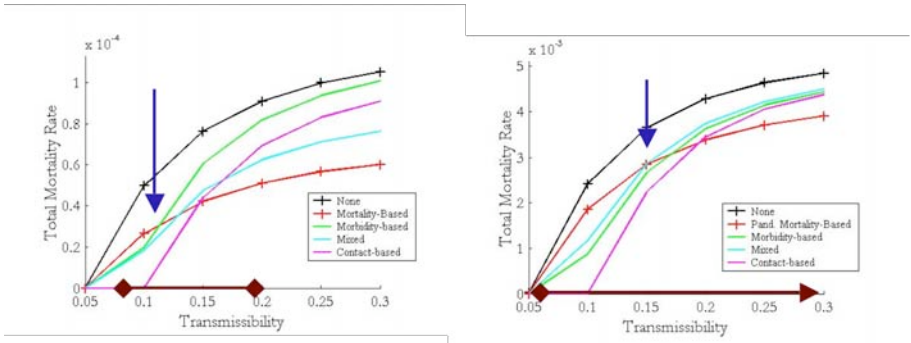 x 10⁻⁴
Total Mortality Rate
1
0.8
0.6
0.4
0.2
0
0.05
0.1
0.15
0.2
0.25
0.3
Transmissibility
None
Mortality-Based
Morbidity-based
Mixed
Contact-based
x 10⁻³
Total Mortality Rate
5
4
3
2
1
0
0.05
0.1
0.15
0.2
0.25
0.3
Transmissibility
None
Pand. Mortality-Based
Morbidity-based
Mixed
Contact-based